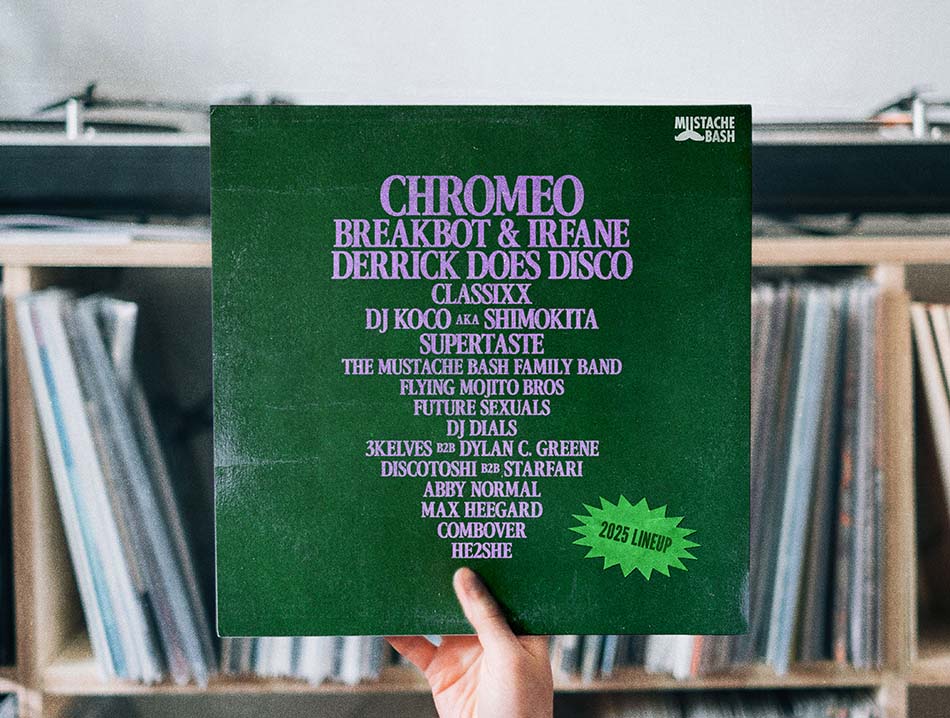 MUSTACHE
BASH
CHROMEO
BREAKBOT & IRFANE
DERRICK DOES DISCO
CLASSIXX
DJ KOCO AKA SHIMOKITA
SUPERTASTE
THE MUSTACHE BASH FAMILY BAND
FLYING MOJITO BROS
FUTURE SEXUALS
DJ DIALS
3KELVES B2B DYLAN C. GREENE
DISCOTOSHI B2B STARFARI
ABBY NORMAL
MAX HEEGARD
COMBOVER
HE2SHE
2025 LINEUP